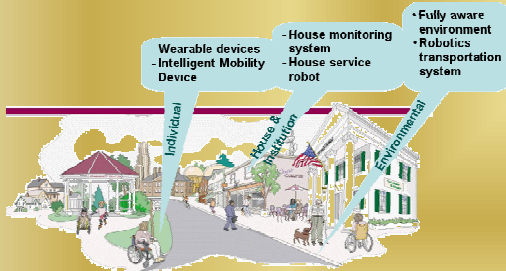 Wearable devices
- Intelligent Mobility
Device
Individual
- House monitoring
system
- House service
robot
House &
Institution
• Fully aware
environment
• Robotics
transportation
system
Environmental